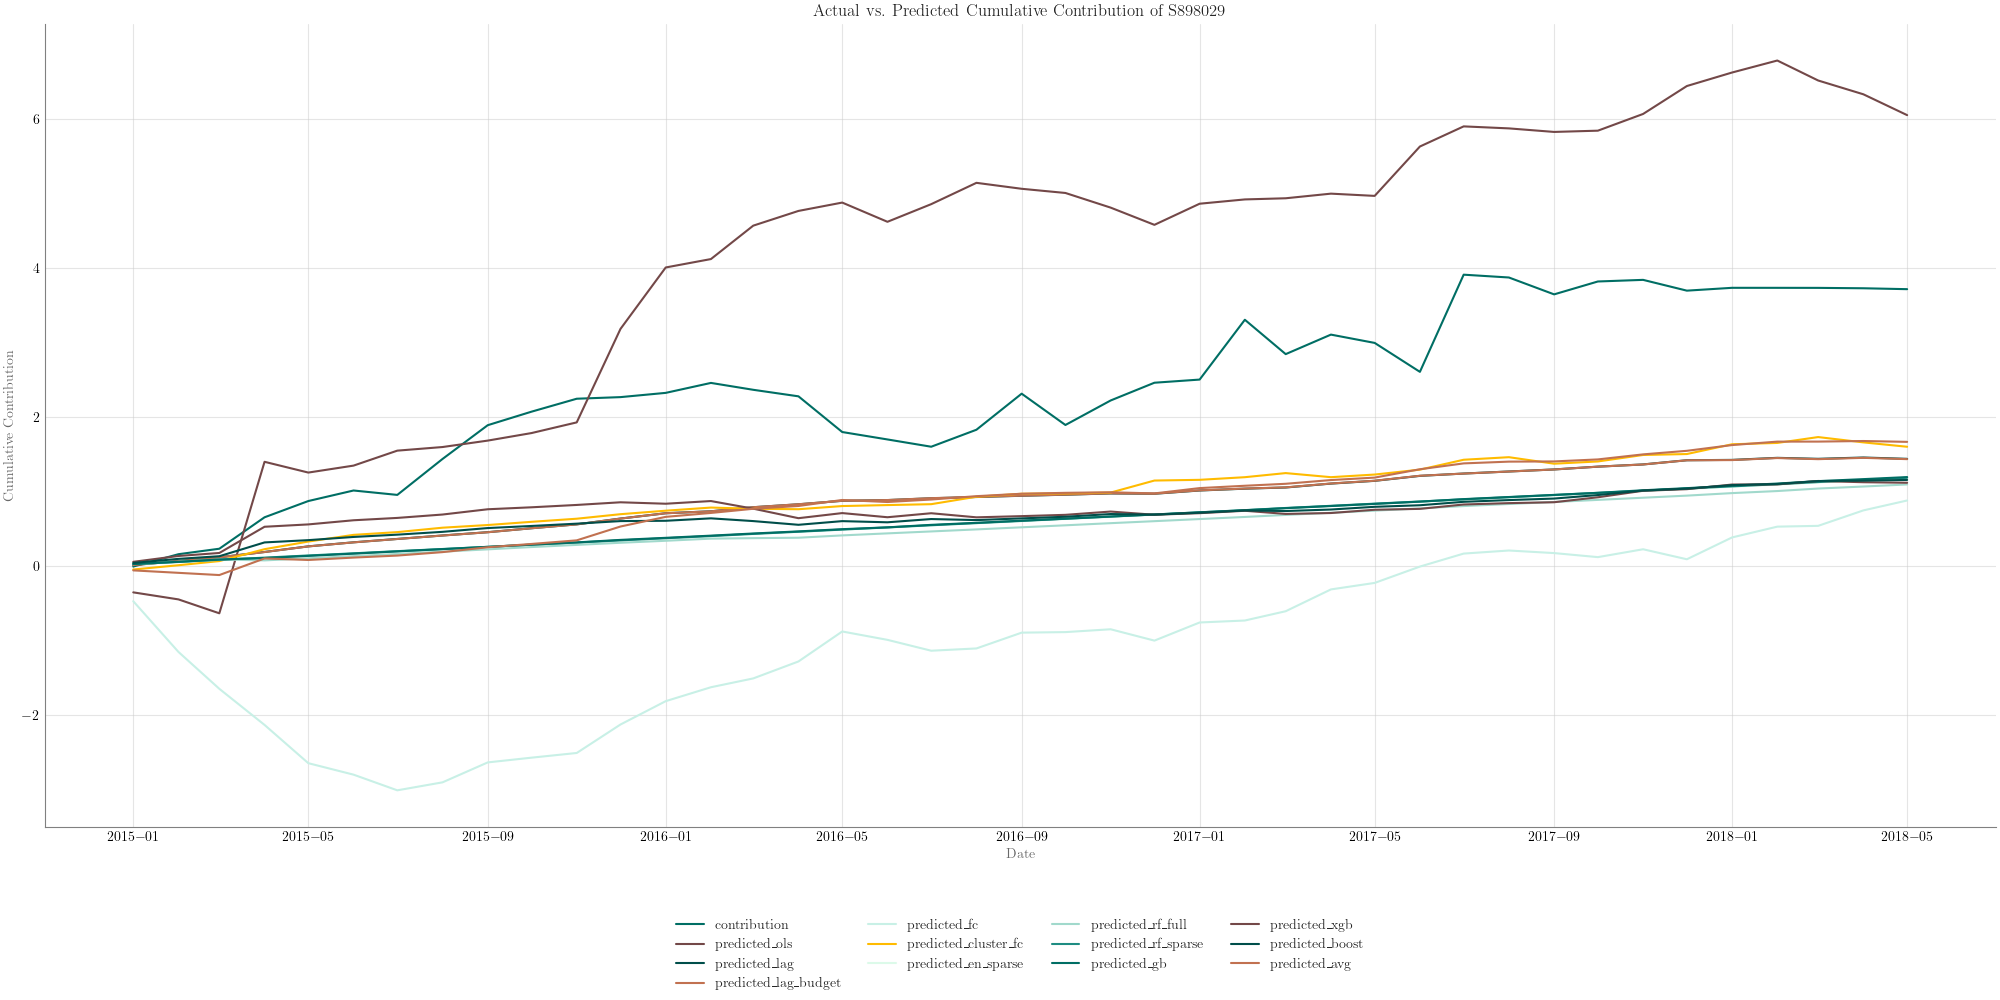 Actual vs. Predicted Cumulative Contribution of S898029
6
4
2
0
−2
Cumulative Contribution
2015−01 2015−05 2015−09 2016−01 2016−05 2016−09 2017−01 2017−05 2017−09 2018−01 2018−05
Date
contribution predicted_fc predicted_rf_full predicted_xgb
predicted_ols predicted_cluster_fc predicted_rf_sparse predicted_boost
predicted_lag predicted_en_sparse predicted_gb predicted_avg
predicted_lag_budget